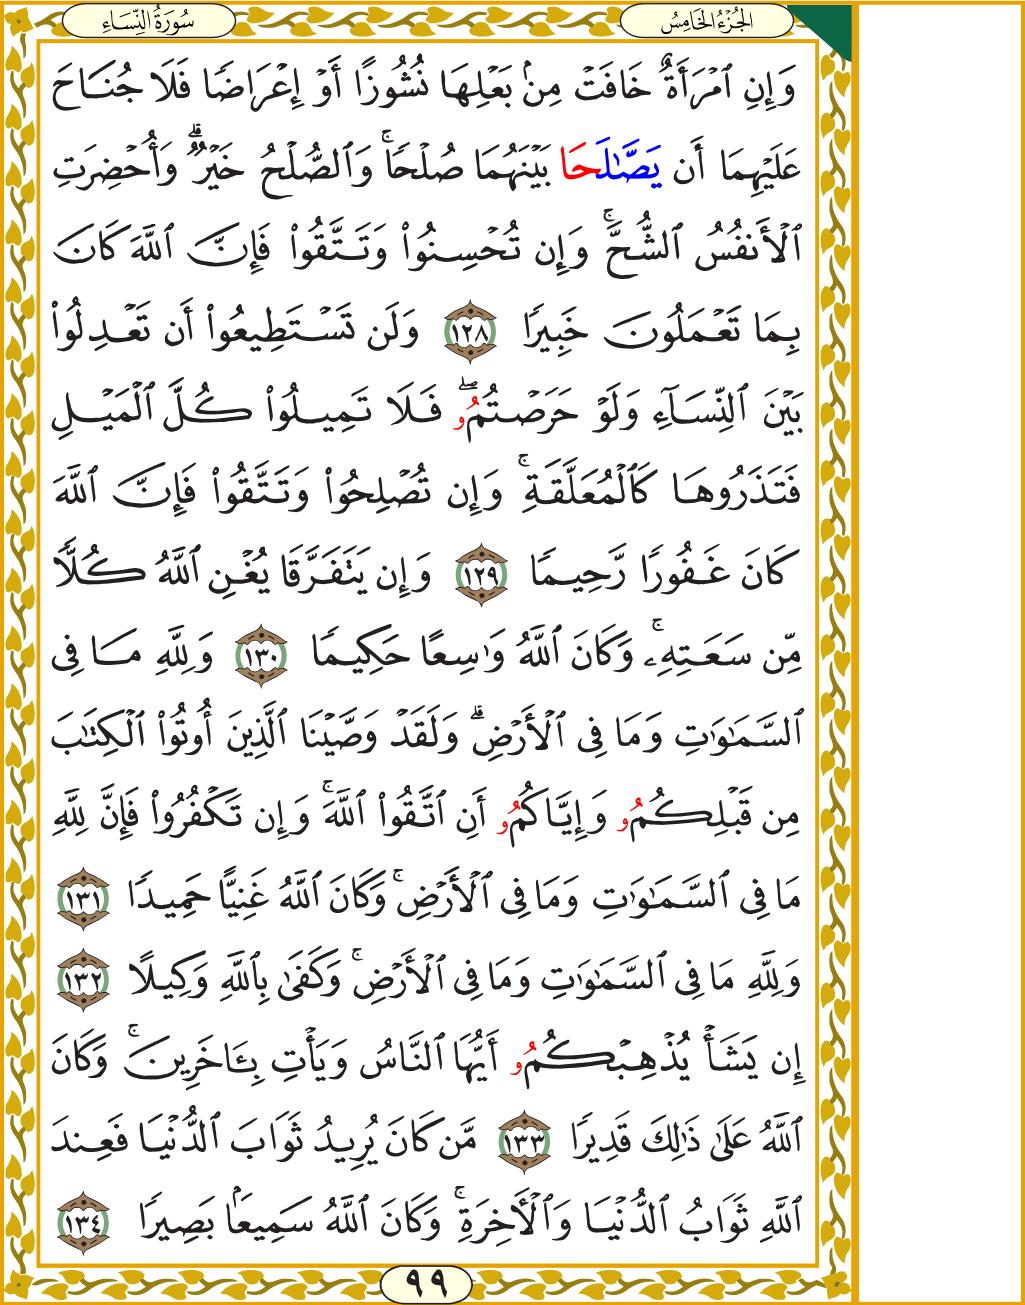 الجُزْءُ الخَامِسُ
سُورَةُ النِّسَاءِ
وَإِنِ ٱمْرَأَةٌ خَافَتْ مِنۢ بَعْلِهَا نُشُوزًا أَوْ إِعْرَاضًا فَلَا جُنَاحَ
عَلَيْهِمَا أَن يَصَّٰلَحَا بَيْنَهُمَا صُلْحًاۚ وَٱلصُّلْحُ خَيْرٌۗ وَأُحْضِرَتِ
ٱلْأَنفُسُ ٱلشُّحَّۚ وَإِن تُحْسِنُوا۟ وَتَتَّقُوا۟ فَإِنَّ ٱللَّهَ كَانَ
بِمَا تَعْمَلُونَ خَبِيرًا ١٢٨ وَلَن تَسْتَطِيعُوا۟ أَن تَعْدِلُوا۟
بَيْنَ ٱلنِّسَآءِ وَلَوْ حَرَصْتُمُۥۖ فَلَا تَمِيلُوا۟ كُلَّ ٱلْمَيْلِ
فَتَذَرُوهَا كَٱلْمُعَلَّقَةِۚ وَإِن تُصْلِحُوا۟ وَتَتَّقُوا۟ فَإِنَّ ٱللَّهَ
كَانَ غَفُورًا رَّحِيمًا ١٢٩ وَإِن يَتَفَرَّقَا يُغْنِ ٱللَّهُ كُلًّا
مِّن سَعَتِهِۦۚ وَكَانَ ٱللَّهُ وَٰسِعًا حَكِيمًا ١٣٠ وَلِلَّهِ مَا فِى
ٱلسَّمَٰوَٰتِ وَمَا فِى ٱلْأَرْضِۗ وَلَقَدْ وَصَّيْنَا ٱلَّذِينَ أُوتُوا۟ ٱلْكِتَٰبَ
مِن قَبْلِكُمُۥ وَإِيَّاكُمُۥ أَنِ ٱتَّقُوا۟ ٱللَّهَۚ وَإِن تَكْفُرُوا۟ فَإِنَّ لِلَّهِ
مَا فِى ٱلسَّمَٰوَٰتِ وَمَا فِى ٱلْأَرْضِۚ وَكَانَ ٱللَّهُ غَنِيًّا حَمِيدًا ١٣١
وَلِلَّهِ مَا فِى ٱلسَّمَٰوَٰتِ وَمَا فِى ٱلْأَرْضِۚ وَكَفَىٰ بِٱللَّهِ وَكِيلًا ١٣٢
إِن يَشَأْ يُذْهِبْكُمُۥ أَيُّهَا ٱلنَّاسُ وَيَأْتِ بِـَٔاخَرِينَۚ وَكَانَ
ٱللَّهُ عَلَىٰ ذَٰلِكَ قَدِيرًا ١٣٣ مَّن كَانَ يُرِيدُ ثَوَابَ ٱلدُّنْيَا فَعِندَ
ٱللَّهِ ثَوَابُ ٱلدُّنْيَا وَٱلْأَخِرَةِۚ وَكَانَ ٱللَّهُ سَمِيعًۢا بَصِيرًا ١٣٤
٩٩